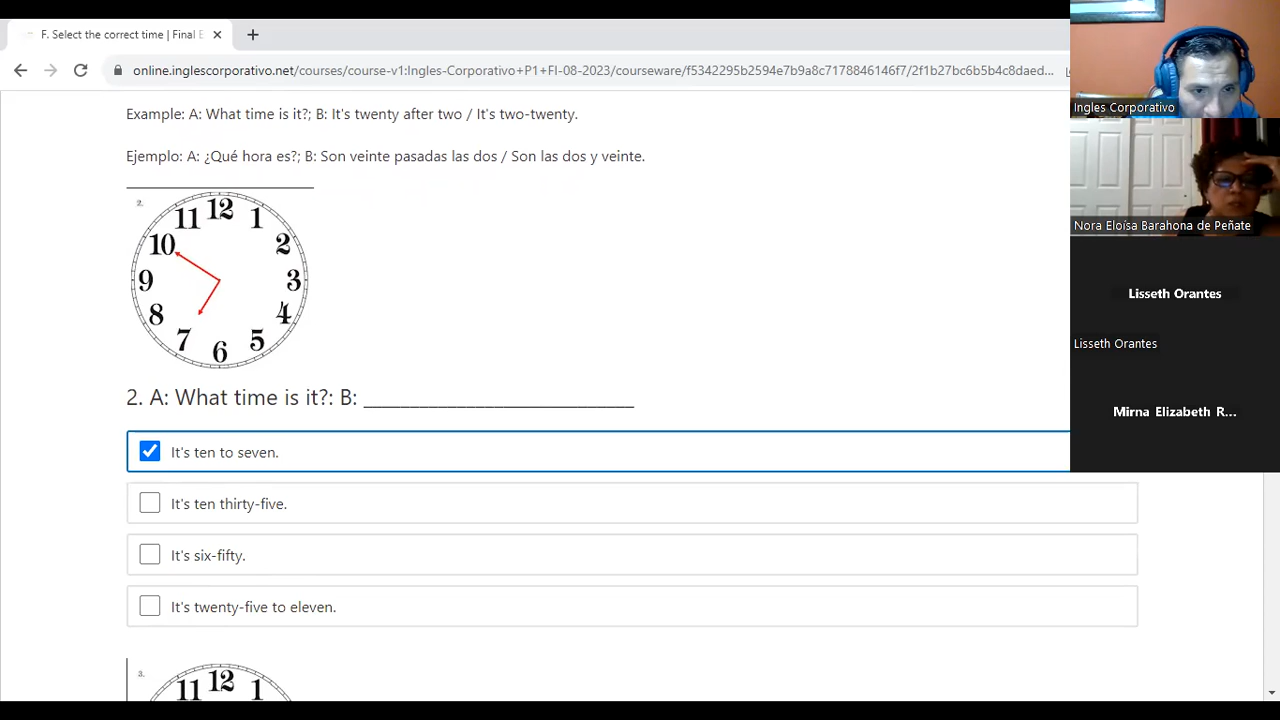 F. Select the correct time | Final E
online.inglescorporativo.net/courses/course-v1:Ingles-Corporativo+P1+FI-08-2023/courseware/f5342295b2594e7b9a8c7178846146f7/2f1b27bc6b5b4c8daed...
Example: A: What time is it?; B: It's twenty after two / It's two-twenty.
Ejemplo: A: ¿Qué hora es?; B: Son veinte pasadas las dos / Son las dos y veinte.
2.
12
11 1
10 2
9 3
8 4
7 5
6
2. A: What time is it?: B: ___________________________
It's ten to seven.
It's ten thirty-five.
It's six-fifty.
It's twenty-five to eleven.
3.
12
11 1
Ingles Corporativo
Nora Eloísa Barahona de Peñate
Lisseth Orantes
Lisseth Orantes
Mirna Elizabeth R...